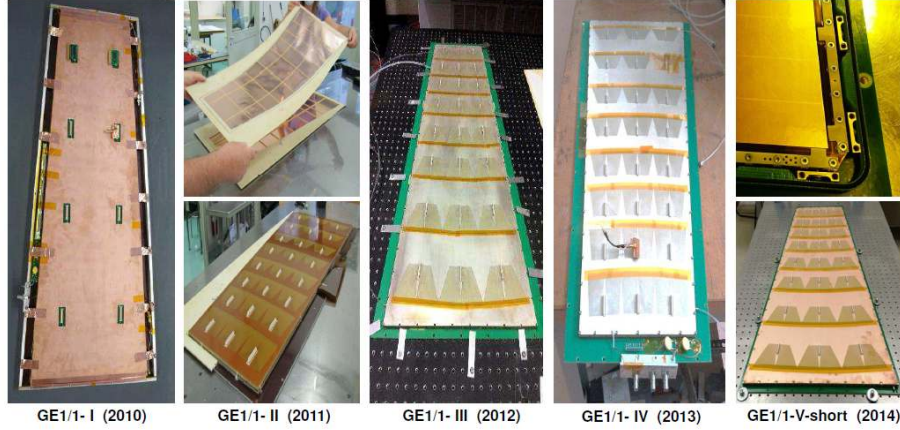 GE1/1- I (2010)
GE1/1- II (2011)
GE1/1- III (2012)
GE1/1- IV (2013)
GE1/1-V-short (2014)